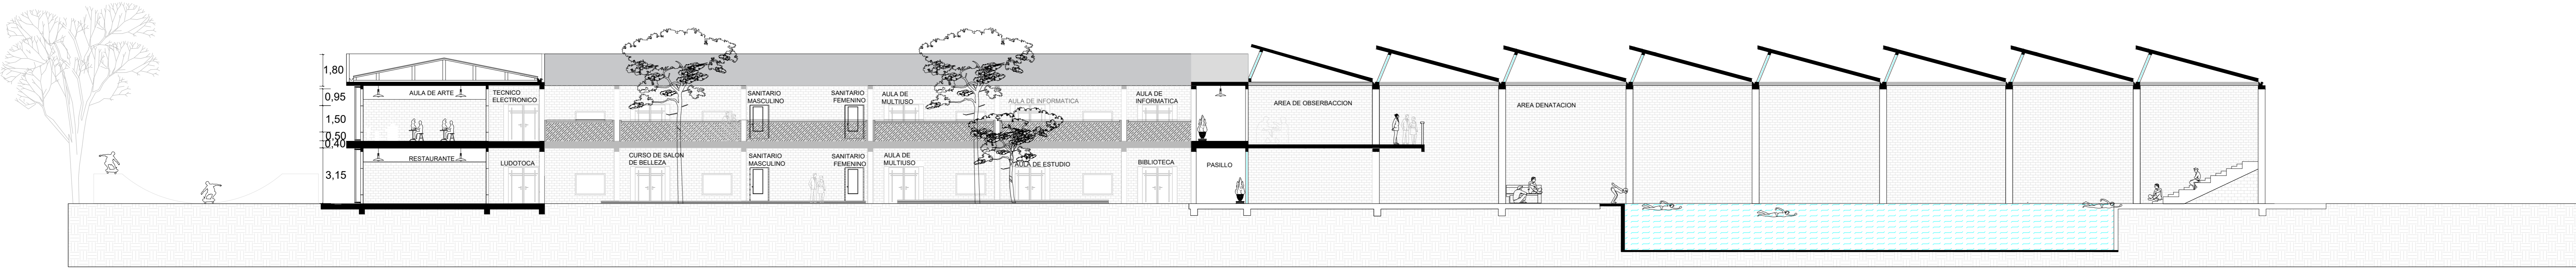 1,80
0,95
1,50
0,50
0,40
3,15
AULA DE ARTE
TECNICO
ELECTRONICO
SANITARIO
MASCULINO
SANITARIO
FEMENINO
AULA DE
MULTIUSO
AULA DE INFORMATICA
AULA DE
INFORMATICA
AREA DE OBSERBACCION
AREA DENATACION
RESTAURANTE
LUDOTOCA
CURSO DE SALON
DE BELLEZA
SANITARIO
MASCULINO
SANITARIO
FEMENINO
AULA DE
MULTIUSO
AULA DE ESTUDIO
BIBLIOTECA
PASILLO